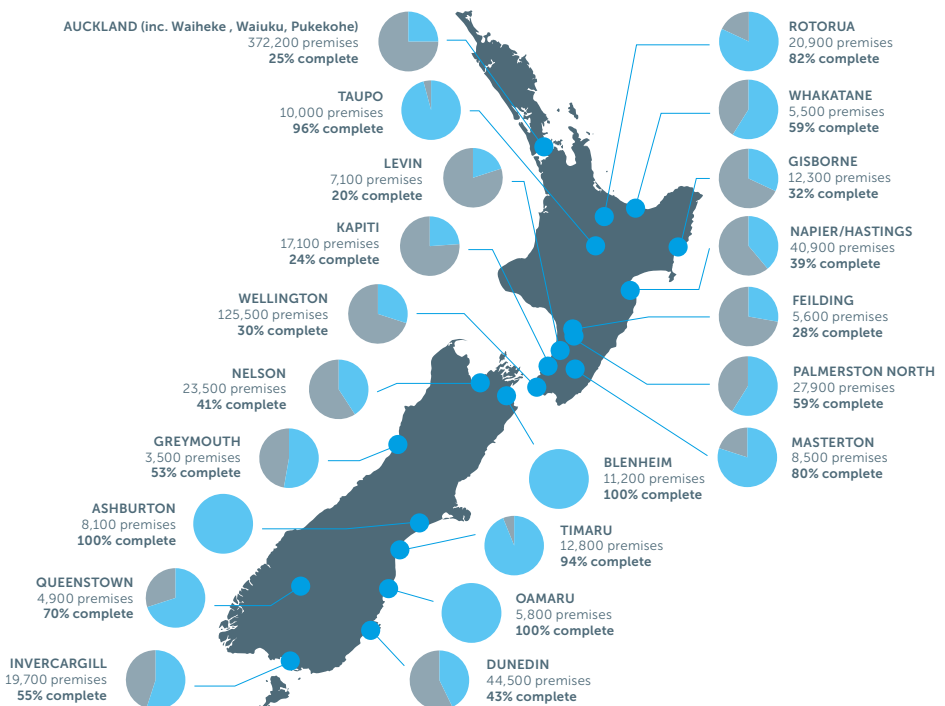 AUCKLAND (inc. Waiheke , Waiuku, Pukekohe)
372,200 premises
25% complete
TAUPO
10,000 premises
96% complete
LEVIN
7,100 premises
20% complete
KAPITI
17,100 premises
24% complete
WELLINGTON
125,500 premises
30% complete
NELSON
23,500 premises
41% complete
GREYMOUTH
3,500 premises
53% complete
ASHBURTON
8,100 premises
100% complete
QUEENSTOWN
4,900 premises
70% complete
INVERCARGILL
19,700 premises
55% complete
ROTORUA
20,900 premises
82% complete
WHAKATANE
5,500 premises
59% complete
GISBORNE
12,300 premises
32% complete
NAPIER/HASTINGS
40,900 premises
39% complete
FEILDING
5,600 premises
28% complete
PALMERSTON NORTH
27,900 premises
59% complete
MASTERTON
8,500 premises
80% complete
BLENHEIM
11,200 premises
100% complete
TIMARU
12,800 premises
94% complete
OAMARU
5,800 premises
100% complete
DUNEDIN
44,500 premises
43% complete